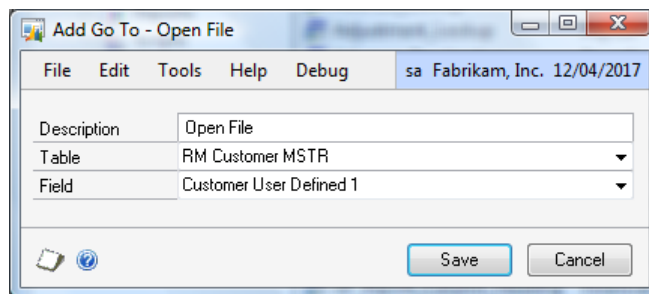 Add Go To - Open File
File Edit Tools Help Debug sa Fabrikam, Inc. 12/04/2017
Description Open File
Table RM Customer MSTR
Field Customer User Defined 1
Save Cancel